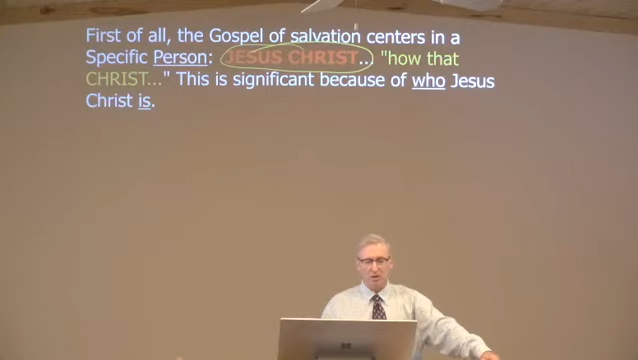 First of all, the Gospel of salvation centers in a
Specific Person: JESUS CHRIST... "how that
CHRIST..." This is significant because of who Jesus
Christ is.